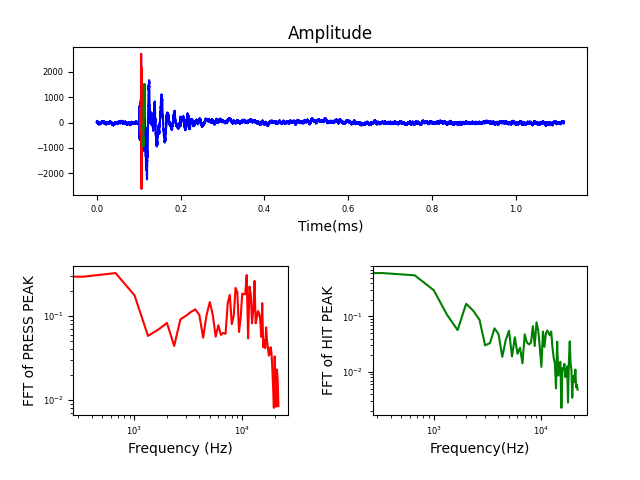 Amplitude
2000
1000
0
−1000
−2000
0.0 0.2 0.4 0.6 0.8 1.0
Time(ms)
FFT of PRESS PEAK
10⁻¹
10⁻²
10³ 10⁴
Frequency (Hz)
FFT of HIT PEAK
10⁻¹
10⁻²
10³ 10⁴
Frequency(Hz)